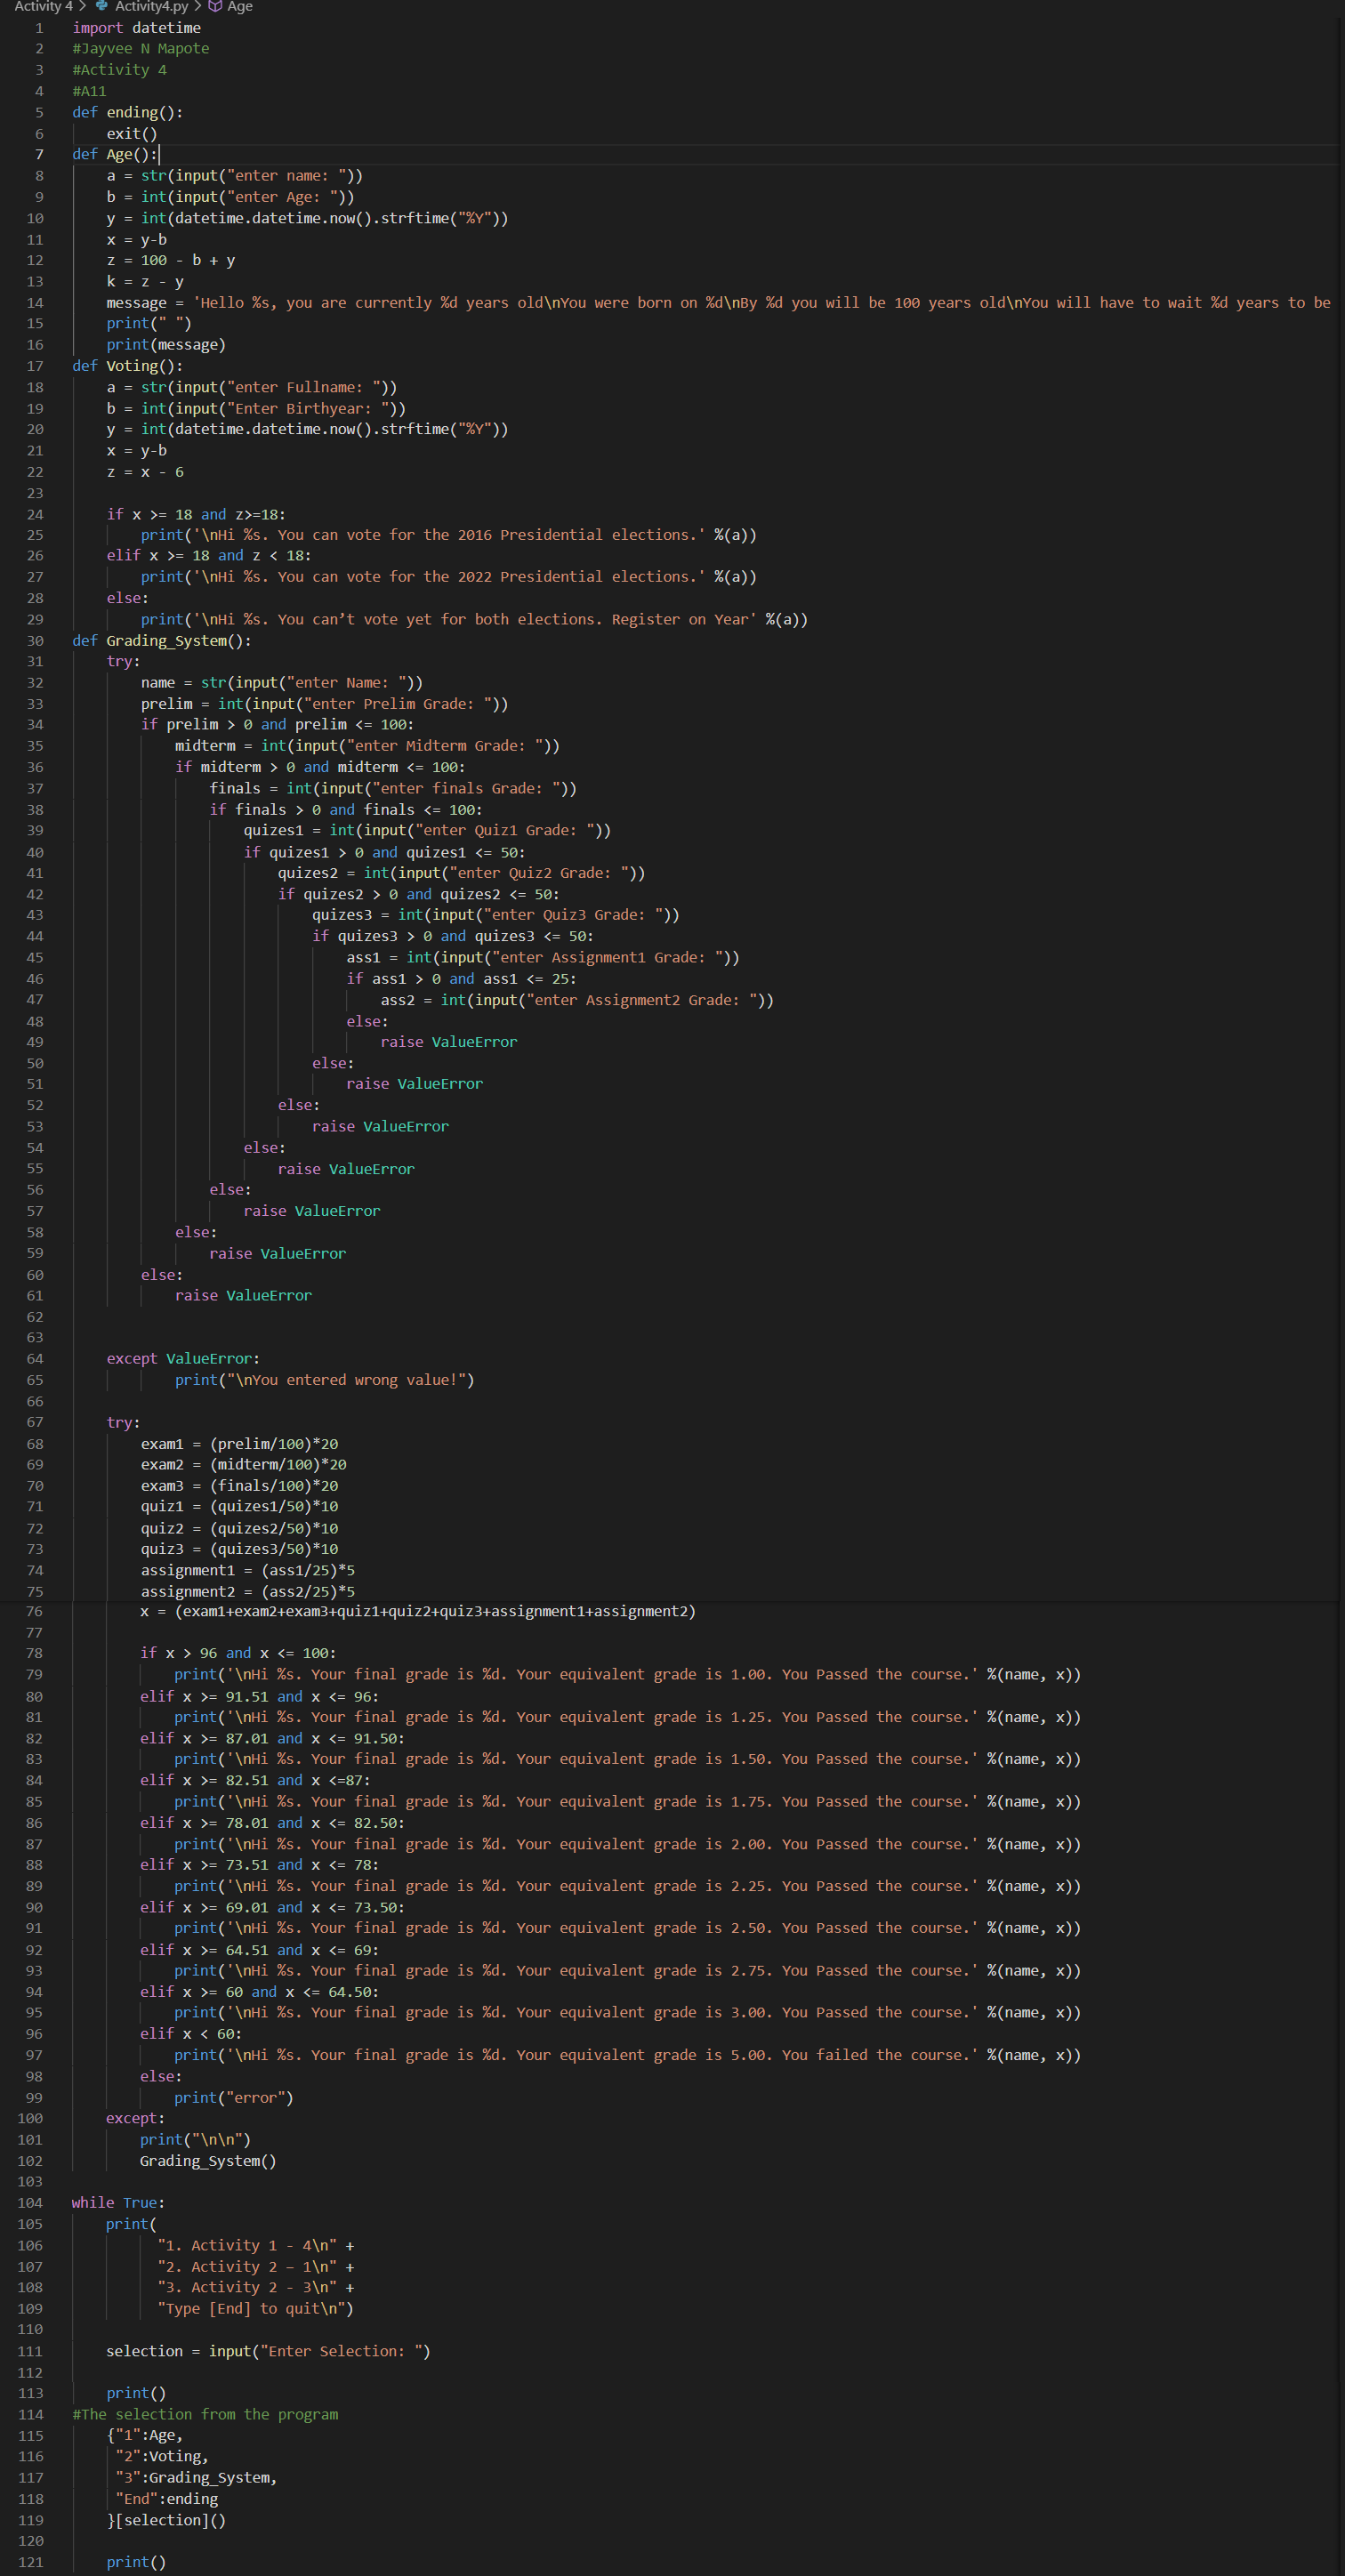 Activity 4 > Activity4.py > Age
1 import datetime
2 #Jayvee N Mapote
3 #Activity 4
4 #A11
5 def ending():
6     exit()
7 def Age():
8     a = str(input("enter name: "))
9     b = int(input("enter Age: "))
10     y = int(datetime.datetime.now().strftime("%Y"))
11     x = y-b
12     z = 100 - b + y
13     k = z - y
14     message = 'Hello %s, you are currently %d years old\nYou were born on %d\nBy %d you will be 100 years old\nYou will have to wait %d years to be
15     print(" ")
16     print(message)
17 def Voting():
18     a = str(input("enter Fullname: "))
19     b = int(input("Enter Birthyear: "))
20     y = int(datetime.datetime.now().strftime("%Y"))
21     x = y-b
22     z = x - 6
23
24     if x >= 18 and z>=18:
25         print('\nHi %s. You can vote for the 2016 Presidential elections.' %(a))
26     elif x >= 18 and z < 18:
27         print('\nHi %s. You can vote for the 2022 Presidential elections.' %(a))
28     else:
29         print('\nHi %s. You can’t vote yet for both elections. Register on Year' %(a))
30 def Grading_System():
31     try:
32         name = str(input("enter Name: "))
33         prelim = int(input("enter Prelim Grade: "))
34         if prelim > 0 and prelim <= 100:
35             midterm = int(input("enter Midterm Grade: "))
36             if midterm > 0 and midterm <= 100:
37                 finals = int(input("enter finals Grade: "))
38                 if finals > 0 and finals <= 100:
39                     quizes1 = int(input("enter Quiz1 Grade: "))
40                     if quizes1 > 0 and quizes1 <= 50:
41                         quizes2 = int(input("enter Quiz2 Grade: "))
42                         if quizes2 > 0 and quizes2 <= 50:
43                             quizes3 = int(input("enter Quiz3 Grade: "))
44                             if quizes3 > 0 and quizes3 <= 50:
45                                 ass1 = int(input("enter Assignment1 Grade: "))
46                                 if ass1 > 0 and ass1 <= 25:
47                                     ass2 = int(input("enter Assignment2 Grade: "))
48                                 else:
49                                     raise ValueError
50                             else:
51                                 raise ValueError
52                         else:
53                             raise ValueError
54                     else:
55                         raise ValueError
56                 else:
57                     raise ValueError
58             else:
59                 raise ValueError
60         else:
61             raise ValueError
62
63
64     except ValueError:
65             print("\nYou entered wrong value!")
66
67     try:
68         exam1 = (prelim/100)*20
69         exam2 = (midterm/100)*20
70         exam3 = (finals/100)*20
71         quiz1 = (quizes1/50)*10
72         quiz2 = (quizes2/50)*10
73         quiz3 = (quizes3/50)*10
74         assignment1 = (ass1/25)*5
75         assignment2 = (ass2/25)*5
76         x = (exam1+exam2+exam3+quiz1+quiz2+quiz3+assignment1+assignment2)
77
78         if x > 96 and x <= 100:
79             print('\nHi %s. Your final grade is %d. Your equivalent grade is 1.00. You Passed the course.' %(name, x))
80         elif x >= 91.51 and x <= 96:
81             print('\nHi %s. Your final grade is %d. Your equivalent grade is 1.25. You Passed the course.' %(name, x))
82         elif x >= 87.01 and x <= 91.50:
83             print('\nHi %s. Your final grade is %d. Your equivalent grade is 1.50. You Passed the course.' %(name, x))
84         elif x >= 82.51 and x <=87:
85             print('\nHi %s. Your final grade is %d. Your equivalent grade is 1.75. You Passed the course.' %(name, x))
86         elif x >= 78.01 and x <= 82.50:
87             print('\nHi %s. Your final grade is %d. Your equivalent grade is 2.00. You Passed the course.' %(name, x))
88         elif x >= 73.51 and x <= 78:
89             print('\nHi %s. Your final grade is %d. Your equivalent grade is 2.25. You Passed the course.' %(name, x))
90         elif x >= 69.01 and x <= 73.50:
91             print('\nHi %s. Your final grade is %d. Your equivalent grade is 2.50. You Passed the course.' %(name, x))
92         elif x >= 64.51 and x <= 69:
93             print('\nHi %s. Your final grade is %d. Your equivalent grade is 2.75. You Passed the course.' %(name, x))
94         elif x >= 60 and x <= 64.50:
95             print('\nHi %s. Your final grade is %d. Your equivalent grade is 3.00. You Passed the course.' %(name, x))
96         elif x < 60:
97             print('\nHi %s. Your final grade is %d. Your equivalent grade is 5.00. You failed the course.' %(name, x))
98         else:
99             print("error")
100     except:
101         print("\n\n")
102         Grading_System()
103
104 while True:
105     print(
106           "1. Activity 1 - 4\n" +
107           "2. Activity 2 – 1\n" +
108           "3. Activity 2 - 3\n" +
109           "Type [End] to quit\n")
110
111     selection = input("Enter Selection: ")
112
113     print()
114 #The selection from the program
115     {"1":Age,
116      "2":Voting,
117      "3":Grading_System,
118      "End":ending
119     }[selection]()
120
121     print()